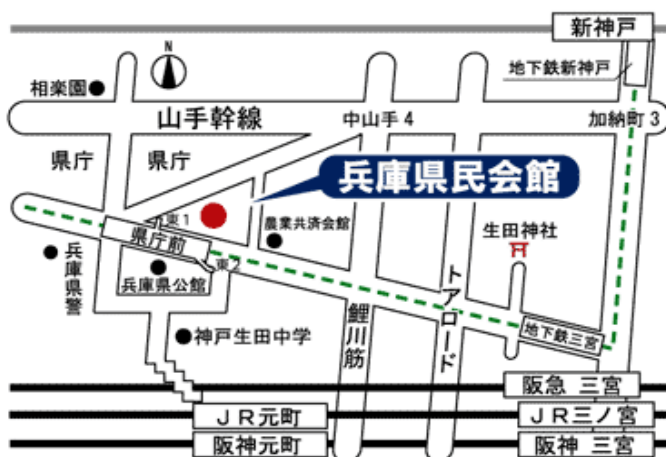 新神戸
N
地下鉄新神戸
相楽園
山手幹線
中山手4
加納町3
県庁
県庁
兵庫県民会館
東1
農業共済会館
生田神社
県庁前
東2
兵庫県警
兵庫県公館
トアロード
鯉川筋
地下鉄三宮
神戸生田中学
阪急 三宮
JR元町
JR三ノ宮
阪神元町
阪神 三宮